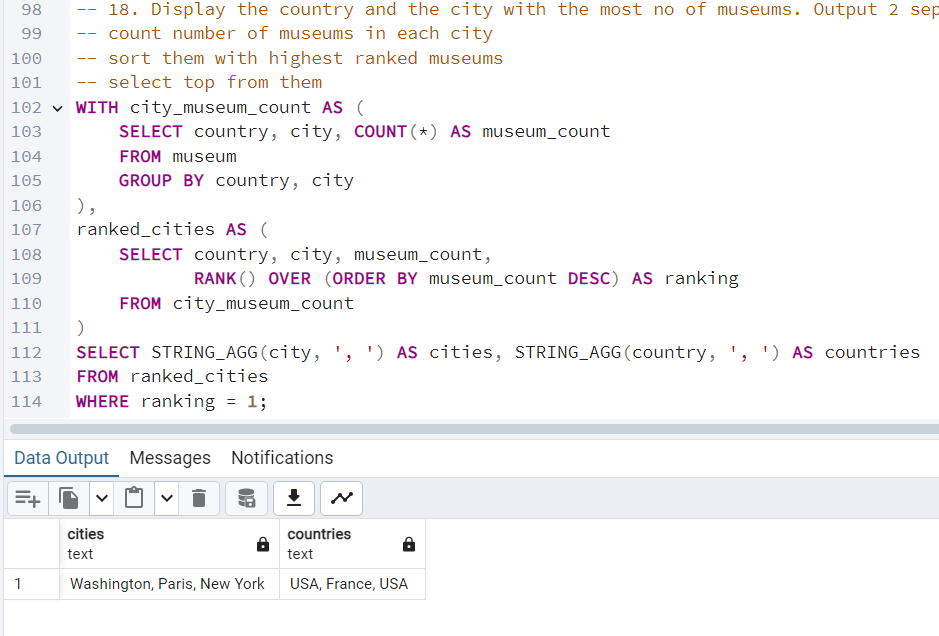 98 -- 18. Display the country and the city with the most no of museums. Output 2 sep
99 -- count number of museums in each city
100 -- sort them with highest ranked museums
101 -- select top from them
102 WITH city_museum_count AS (
103 SELECT country, city, COUNT(*) AS museum_count
104 FROM museum
105 GROUP BY country, city
106 ),
107 ranked_cities AS (
108 SELECT country, city, museum_count,
109 RANK() OVER (ORDER BY museum_count DESC) AS ranking
110 FROM city_museum_count
111 )
112 SELECT STRING_AGG(city, ', ') AS cities, STRING_AGG(country, ', ') AS countries
113 FROM ranked_cities
114 WHERE ranking = 1;
Data Output Messages Notifications
cities countries
text text
1 Washington, Paris, New York USA, France, USA